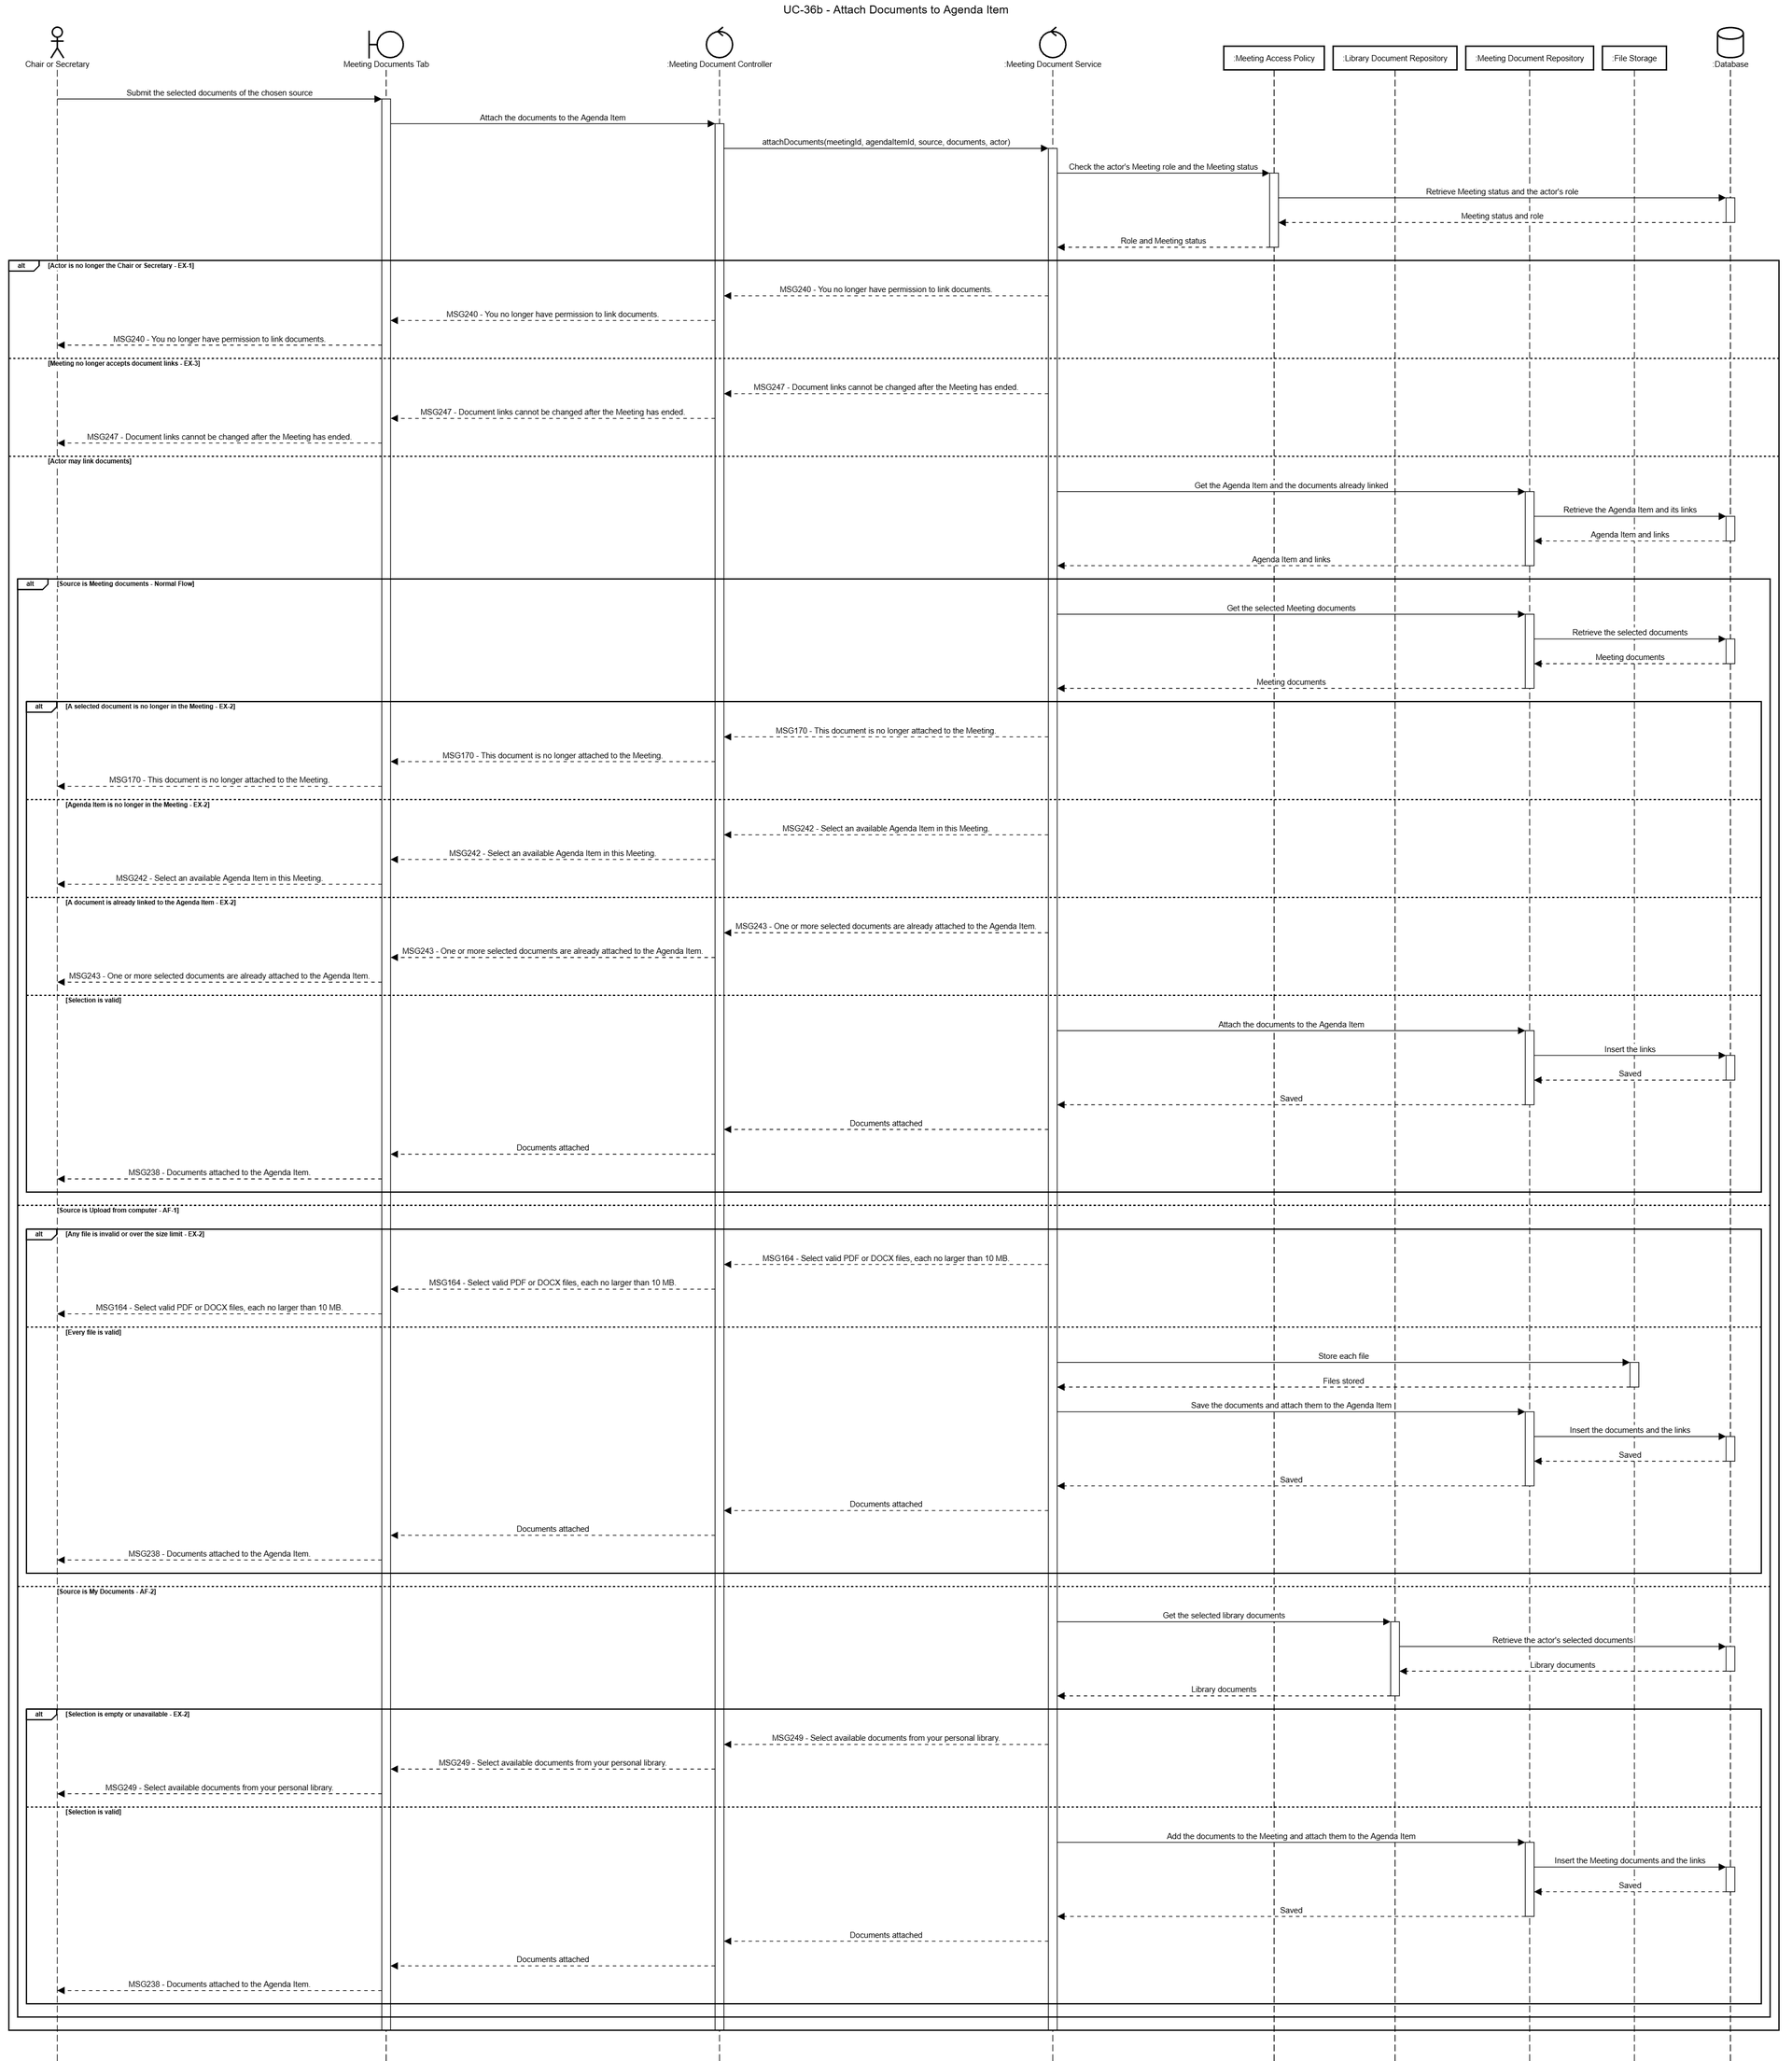 UC-36b - Attach Documents to Agenda Item
Chair or Secretary
Meeting Documents Tab
:Meeting Document Controller
:Meeting Document Service
:Meeting Access Policy
:Library Document Repository
:Meeting Document Repository
:File Storage
:Database
Submit the selected documents of the chosen source
Attach the documents to the Agenda Item
attachDocuments(meetingId, agendaItemId, source, documents, actor)
Check the actor's Meeting role and the Meeting status
Retrieve Meeting status and the actor's role
Meeting status and role
Role and Meeting status
alt
[Actor is no longer the Chair or Secretary - EX-1]
MSG240 - You no longer have permission to link documents.
MSG240 - You no longer have permission to link documents.
MSG240 - You no longer have permission to link documents.
[Meeting no longer accepts document links - EX-3]
MSG247 - Document links cannot be changed after the Meeting has ended.
MSG247 - Document links cannot be changed after the Meeting has ended.
MSG247 - Document links cannot be changed after the Meeting has ended.
[Actor may link documents]
Get the Agenda Item and the documents already linked
Retrieve the Agenda Item and its links
Agenda Item and links
Agenda Item and links
alt
[Source is Meeting documents - Normal Flow]
Get the selected Meeting documents
Retrieve the selected documents
Meeting documents
Meeting documents
alt
[A selected document is no longer in the Meeting - EX-2]
MSG170 - This document is no longer attached to the Meeting.
MSG170 - This document is no longer attached to the Meeting.
MSG170 - This document is no longer attached to the Meeting.
[Agenda Item is no longer in the Meeting - EX-2]
MSG242 - Select an available Agenda Item in this Meeting.
MSG242 - Select an available Agenda Item in this Meeting.
MSG242 - Select an available Agenda Item in this Meeting.
[A document is already linked to the Agenda Item - EX-2]
MSG243 - One or more selected documents are already attached to the Agenda Item.
MSG243 - One or more selected documents are already attached to the Agenda Item.
MSG243 - One or more selected documents are already attached to the Agenda Item.
[Selection is valid]
Attach the documents to the Agenda Item
Insert the links
Saved
Saved
Documents attached
Documents attached
MSG238 - Documents attached to the Agenda Item.
[Source is Upload from computer - AF-1]
alt
[Any file is invalid or over the size limit - EX-2]
MSG164 - Select valid PDF or DOCX files, each no larger than 10 MB.
MSG164 - Select valid PDF or DOCX files, each no larger than 10 MB.
MSG164 - Select valid PDF or DOCX files, each no larger than 10 MB.
[Every file is valid]
Store each file
Files stored
Save the documents and attach them to the Agenda Item
Insert the documents and the links
Saved
Saved
Documents attached
Documents attached
MSG238 - Documents attached to the Agenda Item.
[Source is My Documents - AF-2]
Get the selected library documents
Retrieve the actor's selected documents
Library documents
Library documents
alt
[Selection is empty or unavailable - EX-2]
MSG249 - Select available documents from your personal library.
MSG249 - Select available documents from your personal library.
MSG249 - Select available documents from your personal library.
[Selection is valid]
Add the documents to the Meeting and attach them to the Agenda Item
Insert the Meeting documents and the links
Saved
Saved
Documents attached
Documents attached
MSG238 - Documents attached to the Agenda Item.